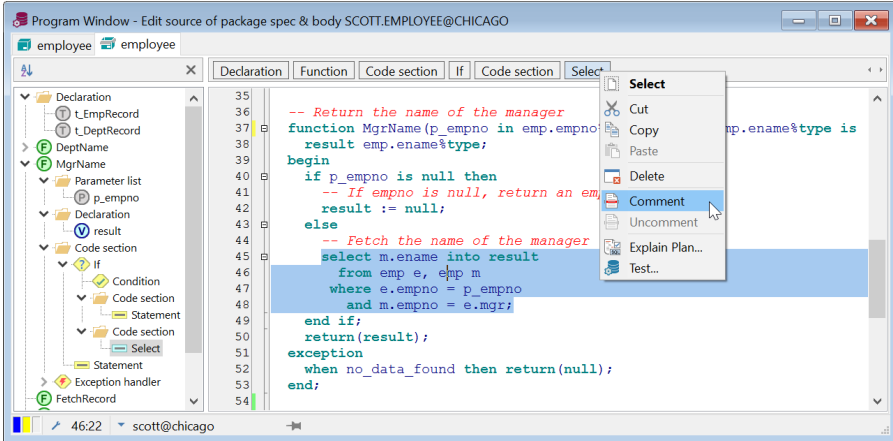 Program Window - Edit source of package spec & body SCOTT.EMPLOYEE@CHICAGO
employee employee
Declaration Function Code section If Code section Select
Declaration
t_EmpRecord
t_DeptRecord
DeptName
MgrName
Parameter list
p_empno
Declaration
result
Code section
If
Condition
Code section
Statement
Code section
Select
Statement
Exception handler
FetchRecord
35
36 -- Return the name of the manager
37 function MgrName(p_empno in emp.empno mp.ename%type is
38 result emp.ename%type;
39 begin
40 if p_empno is null then
41 -- If empno is null, return an
42 result := null;
43 else
44 -- Fetch the name of the manager
45 select m.ename into result
46 from emp e, emp m
47 where e.empno = p_empno
48 and m.empno = e.mgr;
49 end if;
50 return(result);
51 exception
52 when no_data_found then return(null);
53 end;
54
Select
Cut
Copy
Paste
Delete
Comment
Uncomment
Explain Plan...
Test...
46:22 scott@chicago